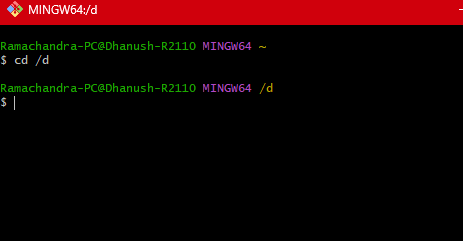 MINGW64:/d
Ramachandra-PC@Dhanush-R2110 MINGW64 ~
$ cd /d
Ramachandra-PC@Dhanush-R2110 MINGW64 /d
$